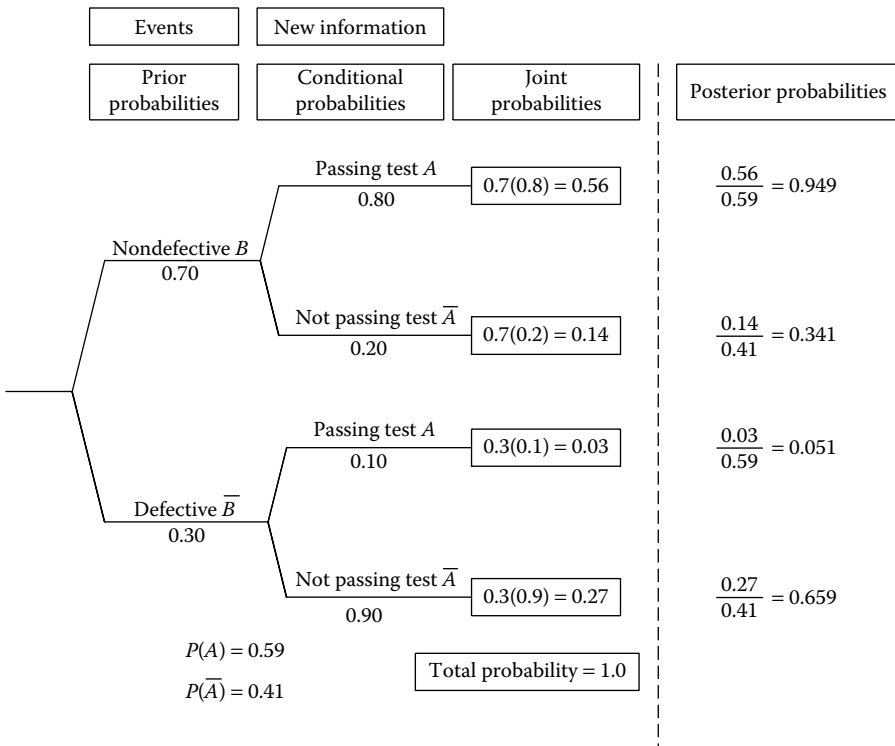 Events
New information
Prior
probabilities
Conditional
probabilities
Joint
probabilities
Posterior probabilities
Passing test A
0.80
0.7(0.8) = 0.56
0.56
0.59
= 0.949
Nondefective B
0.70
Not passing test A̅
0.20
0.7(0.2) = 0.14
0.14
0.41
= 0.341
Passing test A
0.10
0.3(0.1) = 0.03
0.03
0.59
= 0.051
Defective B̅
0.30
Not passing test A̅
0.90
0.3(0.9) = 0.27
0.27
0.41
= 0.659
P(A) = 0.59
P(A̅) = 0.41
Total probability = 1.0